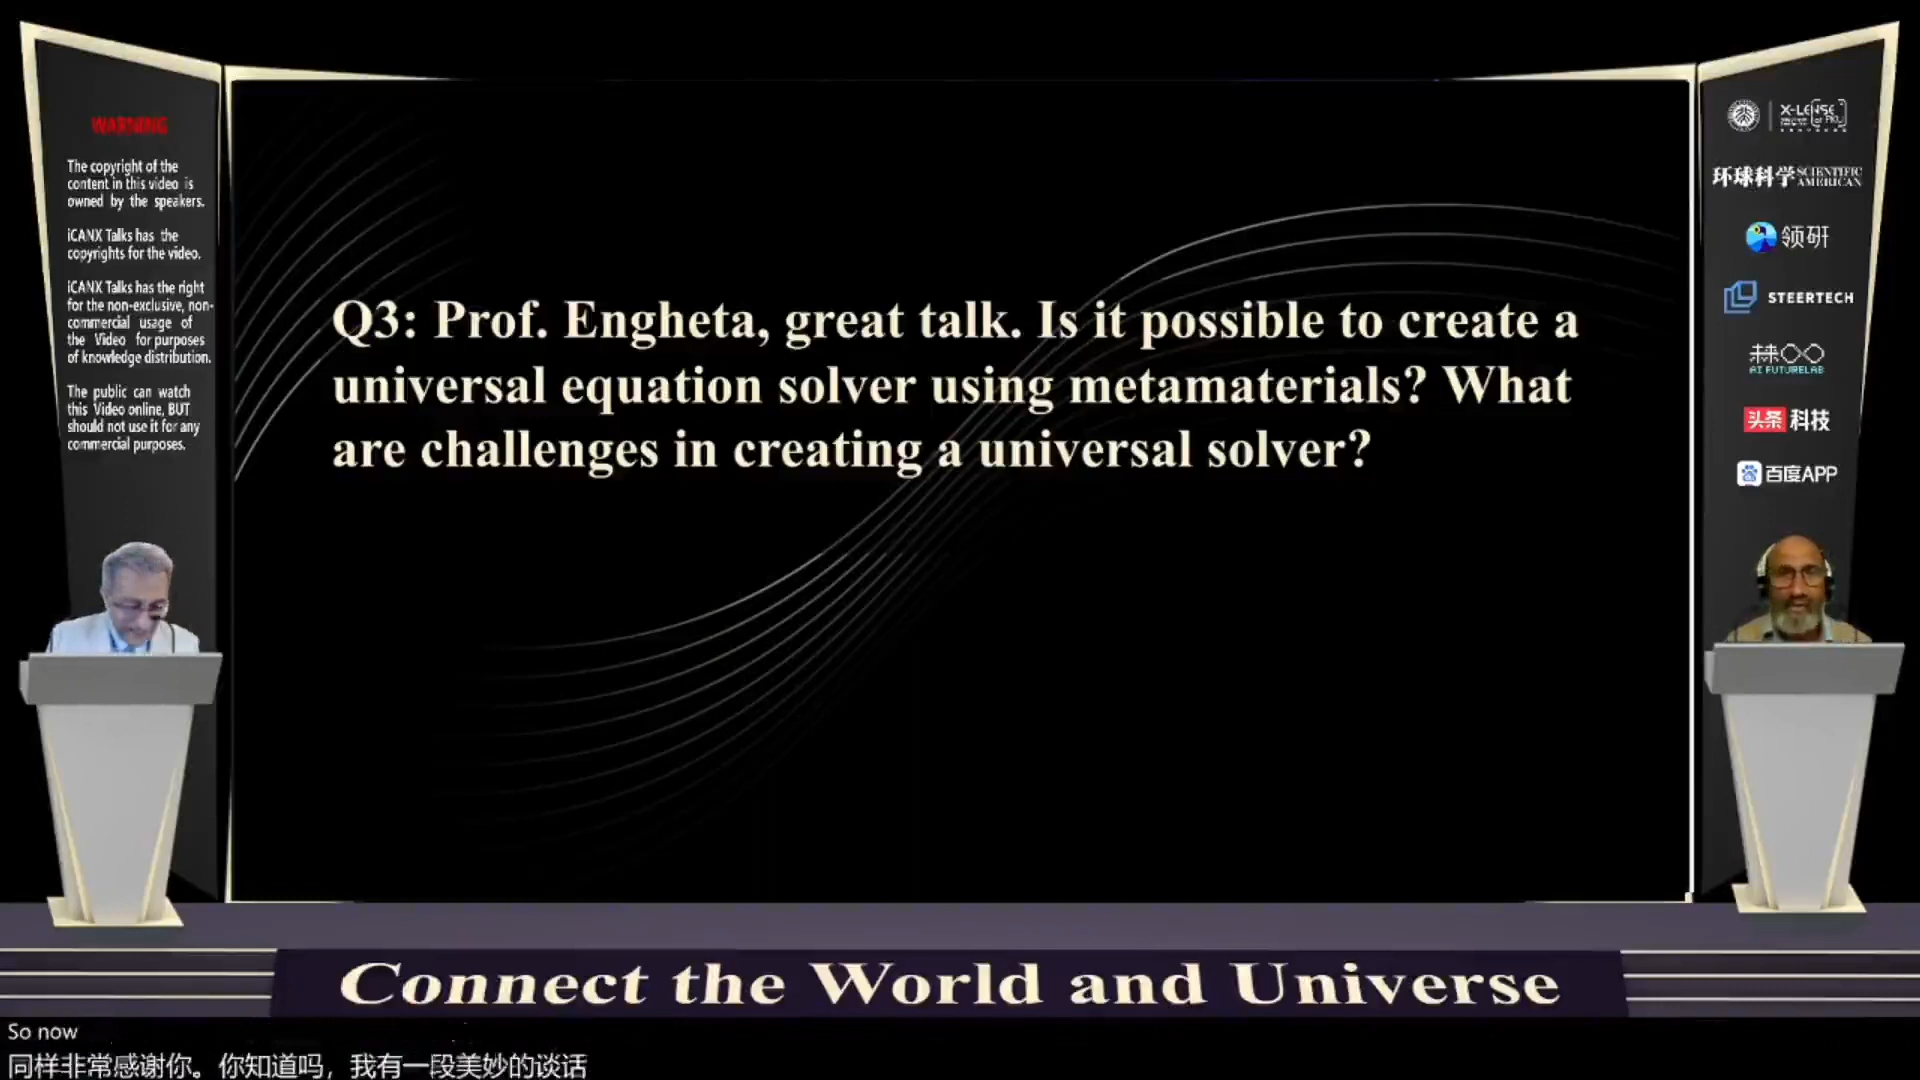 WARNING
The copyright of the
content in this video is
owned by the speakers.
iCANX Talks has the
copyrights for the video.
iCANX Talks has the right
for the non-exclusive, non-
commercial usage of
the Video for purposes
of knowledge distribution.
The public can watch
this Video online, BUT
should not use it for any
commercial purposes.
Q3: Prof. Engheta, great talk. Is it possible to create a
universal equation solver using metamaterials? What
are challenges in creating a universal solver?
X-LENSE
环球科学 SCIENTIFIC
AMERICAN
领研
STEERTECH
AI FUTURELAB
头条 科技
百度APP
Connect the World and Universe
So now
同样非常感谢你。你知道吗，我有一段美妙的谈话